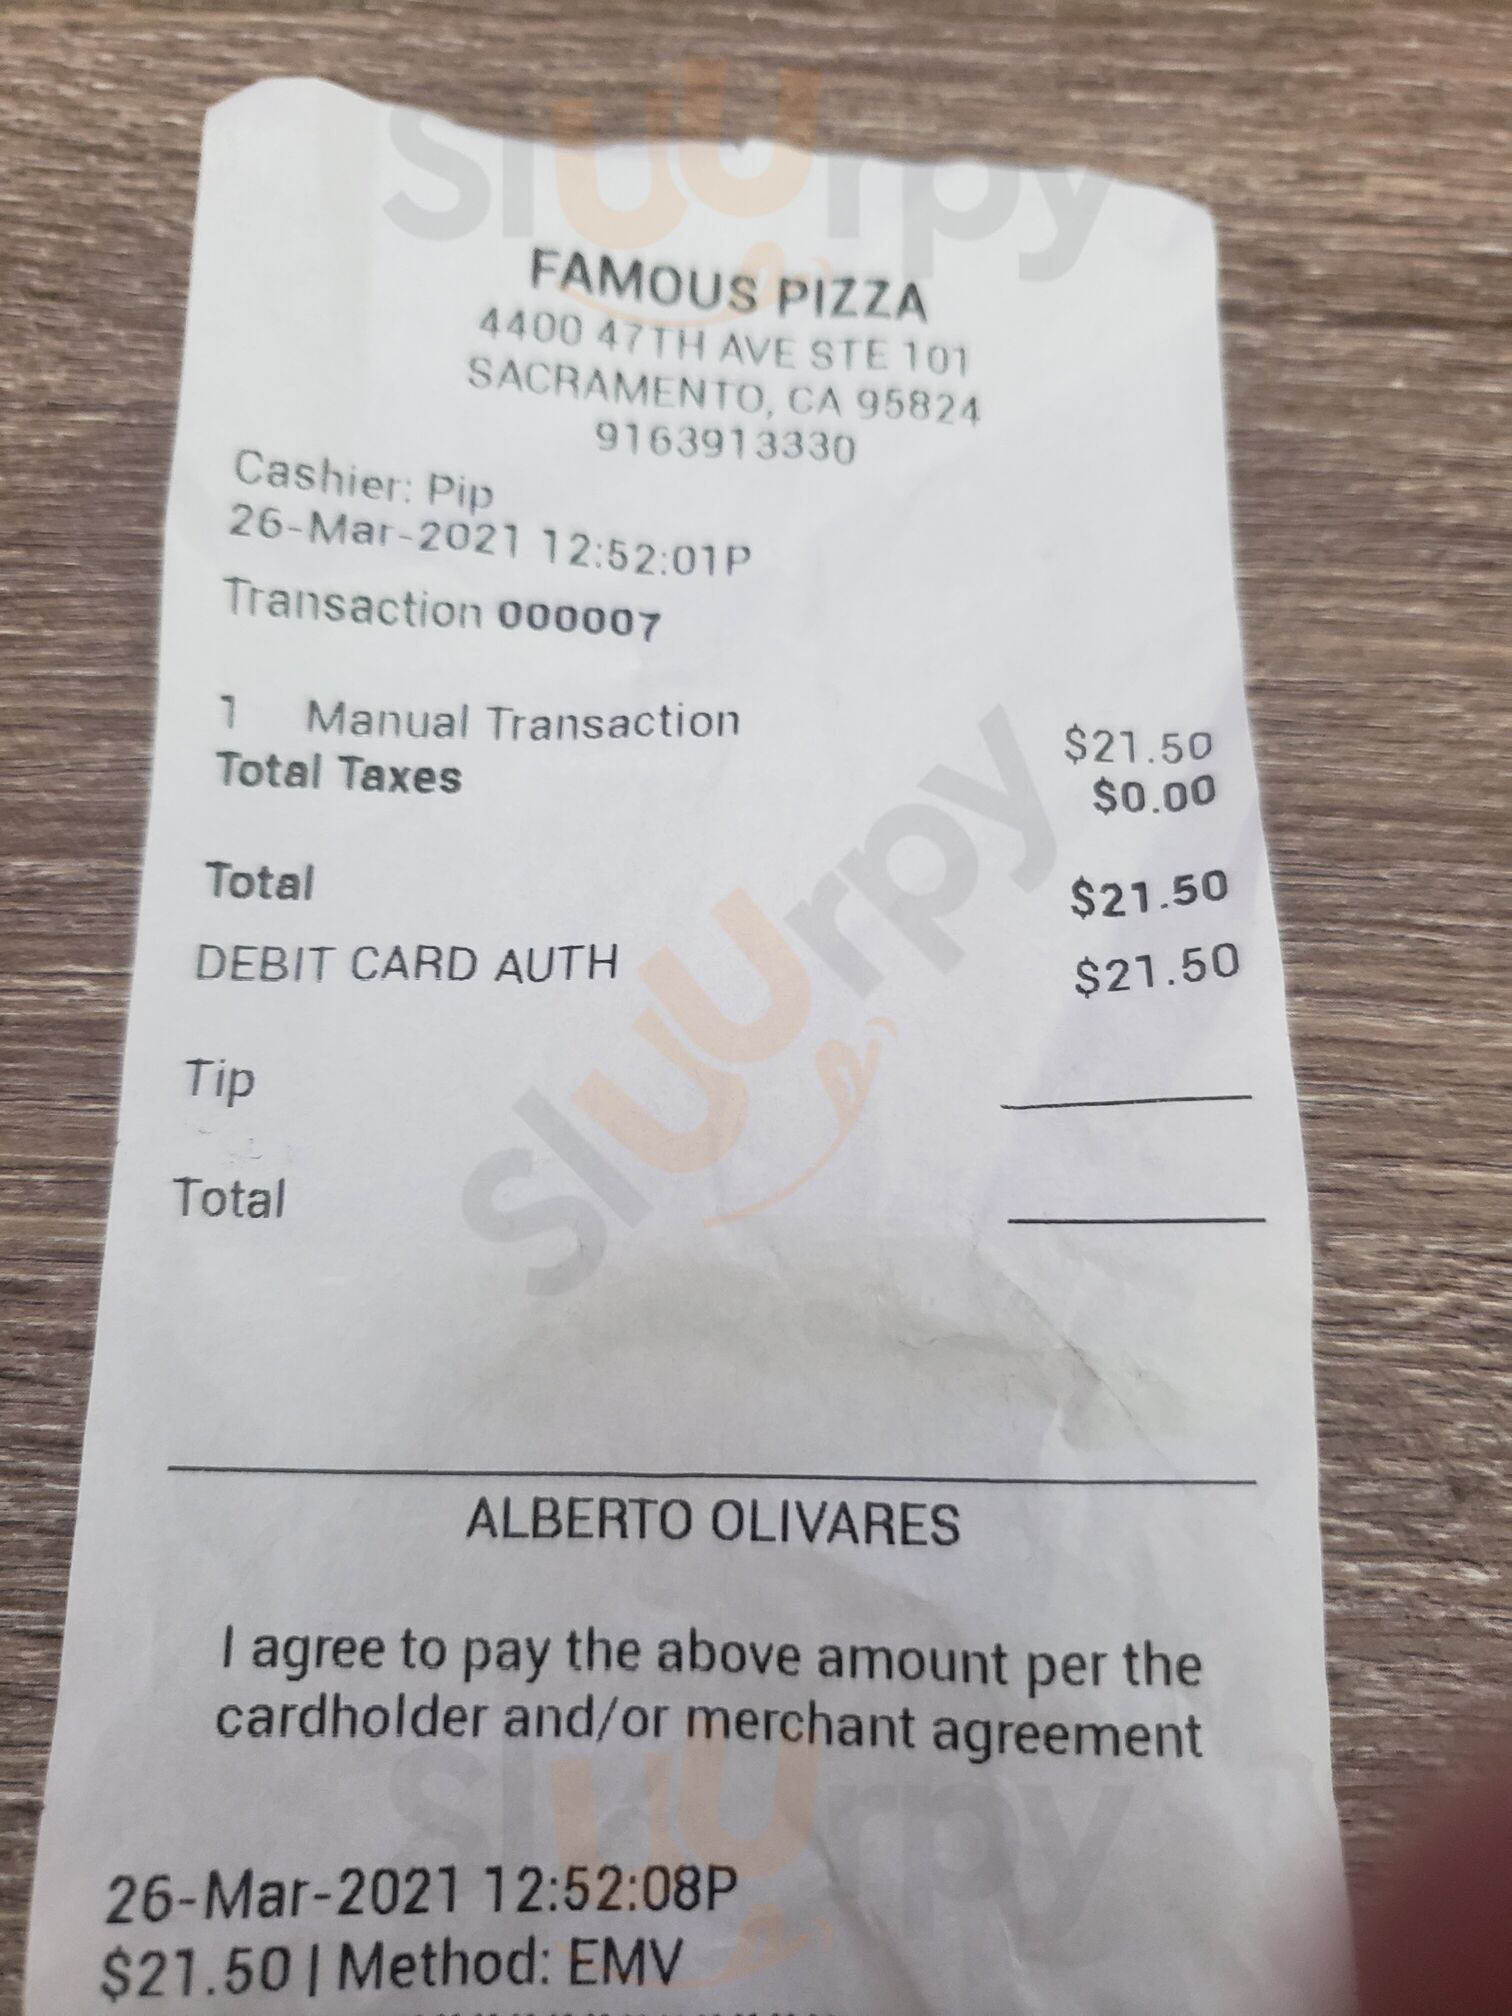 sluurpy
FAMOUS PIZZA
4400 47TH AVE STE 101
SACRAMENTO, CA 95824
9163913330
Cashier: Pip
26-Mar-2021 12:52:01P
Transaction 000007
1 Manual Transaction $21.50
Total Taxes $0.00
Total $21.50
DEBIT CARD AUTH $21.50
sluurpy
Tip
Total
ALBERTO OLIVARES
I agree to pay the above amount per the
cardholder and/or merchant agreement
sluurpy
26-Mar-2021 12:52:08P
$21.50 | Method: EMV